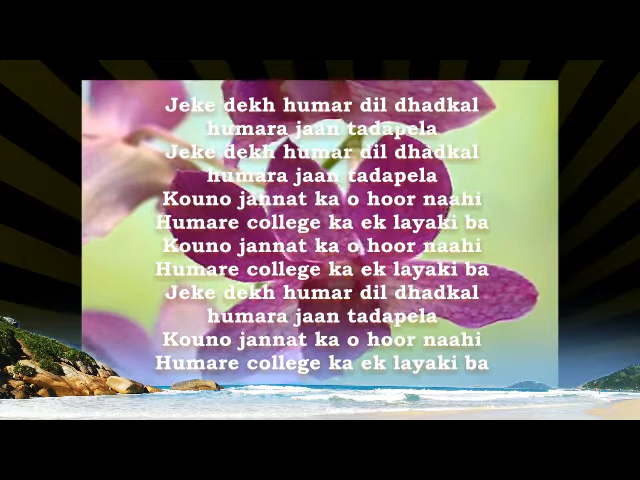 Jeke dekh humar dil dhadkal
humara jaan tadapela
Jeke dekh humar dil dhadkal
humara jaan tadapela
Kouno jannat ka o hoor naahi
Humare college ka ek layaki ba
Kouno jannat ka o hoor naahi
Humare college ka ek layaki ba
Jeke dekh humar dil dhadkal
humara jaan tadapela
Kouno jannat ka o hoor naahi
Humare college ka ek layaki ba